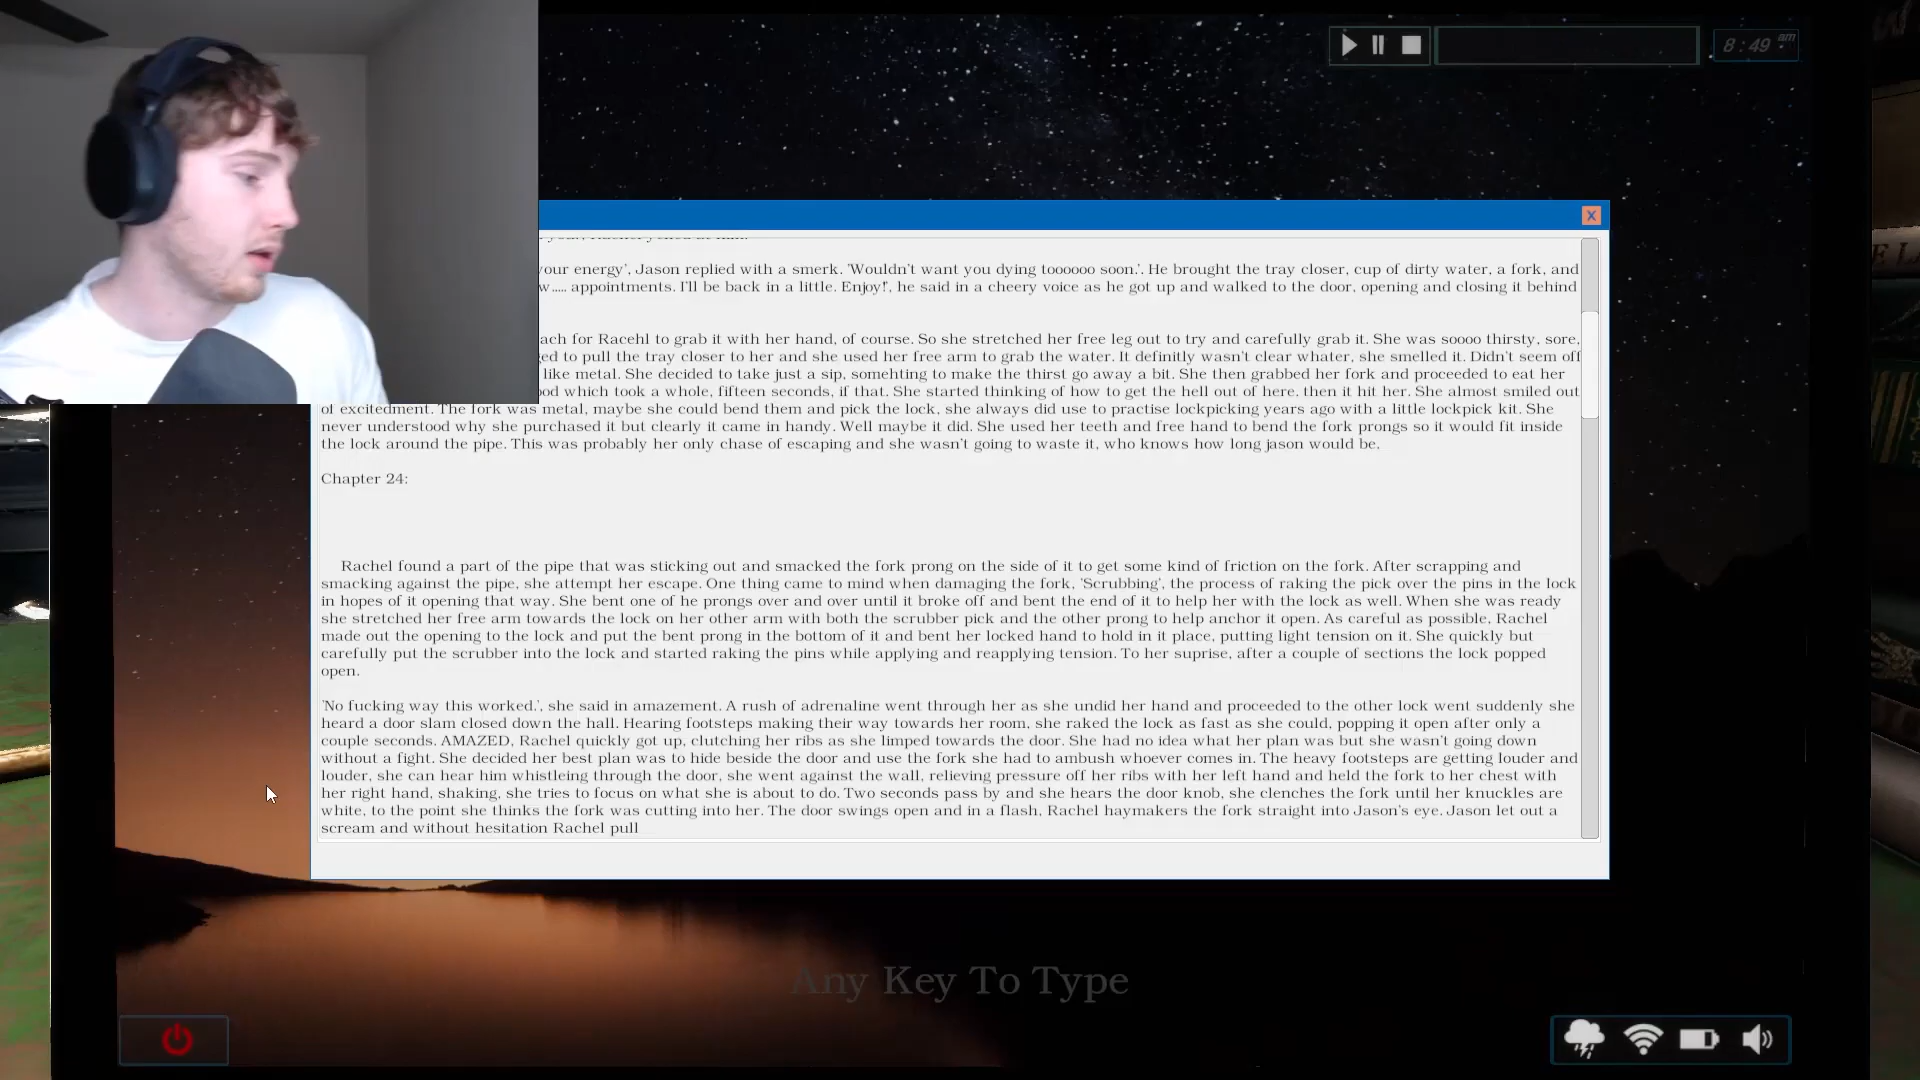 8:49 am
X
your energy', Jason replied with a smerk. 'Wouldn't want you dying toooooo soon.'. He brought the tray closer, cup of dirty water, a fork, and
w..... appointments. I'll be back in a little. Enjoy!', he said in a cheery voice as he got up and walked to the door, opening and closing it behind
ach for Racehl to grab it with her hand, of course. So she stretched her free leg out to try and carefully grab it. She was soooo thirsty, sore,
ged to pull the tray closer to her and she used her free arm to grab the water. It definitly wasn't clear whater, she smelled it. Didn't seem off
like metal. She decided to take just a sip, somehting to make the thirst go away a bit. She then grabbed her fork and proceeded to eat her
ood which took a whole, fifteen seconds, if that. She started thinking of how to get the hell out of here. then it hit her. She almost smiled out
of excitedment. The fork was metal, maybe she could bend them and pick the lock, she always did use to practise lockpicking years ago with a little lockpick kit. She
never understood why she purchased it but clearly it came in handy. Well maybe it did. She used her teeth and free hand to bend the fork prongs so it would fit inside
the lock around the pipe. This was probably her only chase of escaping and she wasn't going to waste it, who knows how long jason would be.
Chapter 24:
Rachel found a part of the pipe that was sticking out and smacked the fork prong on the side of it to get some kind of friction on the fork. After scrapping and
smacking against the pipe, she attempt her escape. One thing came to mind when damaging the fork, 'Scrubbing', the process of raking the pick over the pins in the lock
in hopes of it opening that way. She bent one of he prongs over and over until it broke off and bent the end of it to help her with the lock as well. When she was ready
she stretched her free arm towards the lock on her other arm with both the scrubber pick and the other prong to help anchor it open. As careful as possible, Rachel
made out the opening to the lock and put the bent prong in the bottom of it and bent her locked hand to hold in it place, putting light tension on it. She quickly but
carefully put the scrubber into the lock and started raking the pins while applying and reapplying tension. To her suprise, after a couple of sections the lock popped
open.
'No fucking way this worked.', she said in amazement. A rush of adrenaline went through her as she undid her hand and proceeded to the other lock went suddenly she
heard a door slam closed down the hall. Hearing footsteps making their way towards her room, she raked the lock as fast as she could, popping it open after only a
couple seconds. AMAZED, Rachel quickly got up, clutching her ribs as she limped towards the door. She had no idea what her plan was but she wasn't going down
without a fight. She decided her best plan was to hide beside the door and use the fork she had to ambush whoever comes in. The heavy footsteps are getting louder and
louder, she can hear him whistleing through the door, she went against the wall, relieving pressure off her ribs with her left hand and held the fork to her chest with
her right hand, shaking, she tries to focus on what she is about to do. Two seconds pass by and she hears the door knob, she clenches the fork until her knuckles are
white, to the point she thinks the fork was cutting into her. The door swings open and in a flash, Rachel haymakers the fork straight into Jason's eye. Jason let out a
scream and without hesitation Rachel pull
Any Key To Type